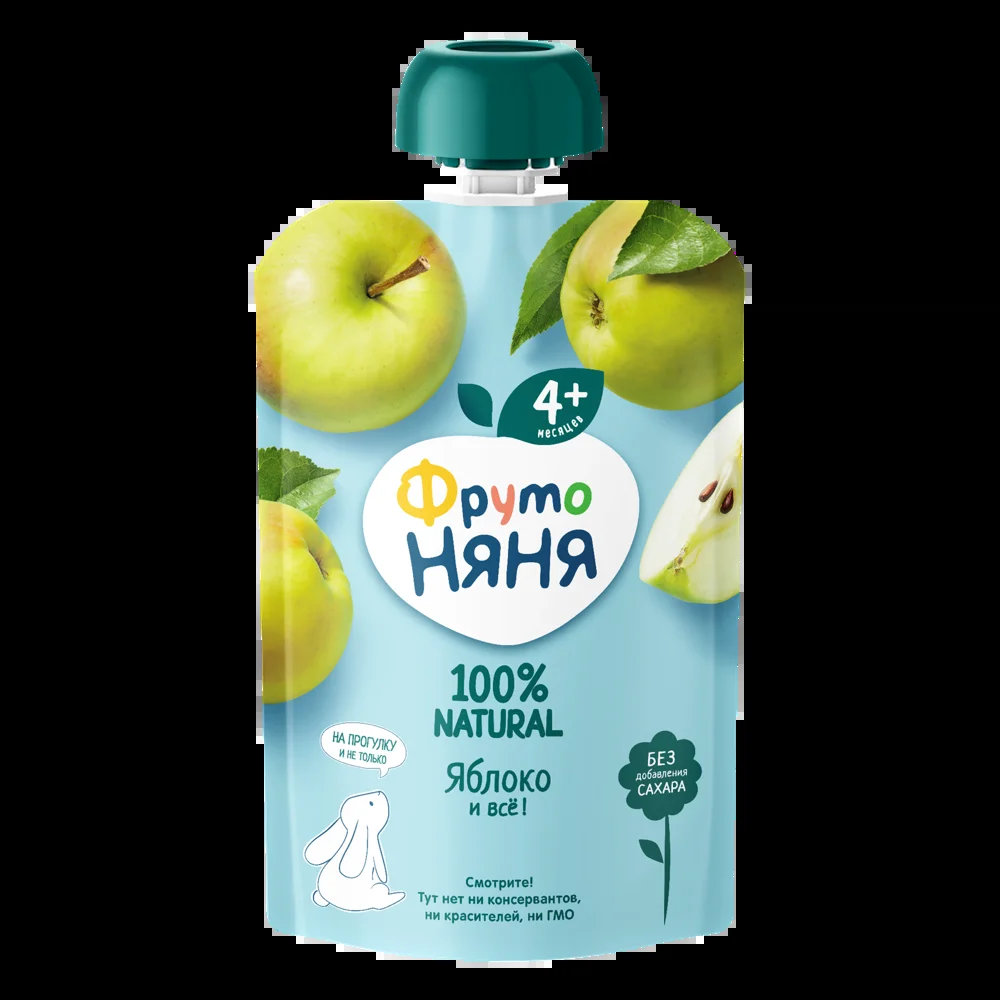 4+
месяцев
Фруто
НЯНЯ
100%
NATURAL
Яблоко
и всё!
НА ПРОГУЛКУ
И НЕ ТОЛЬКО
БЕЗ
добавления
САХАРА
Смотрите!
Тут нет ни консервантов,
ни красителей, ни ГМО